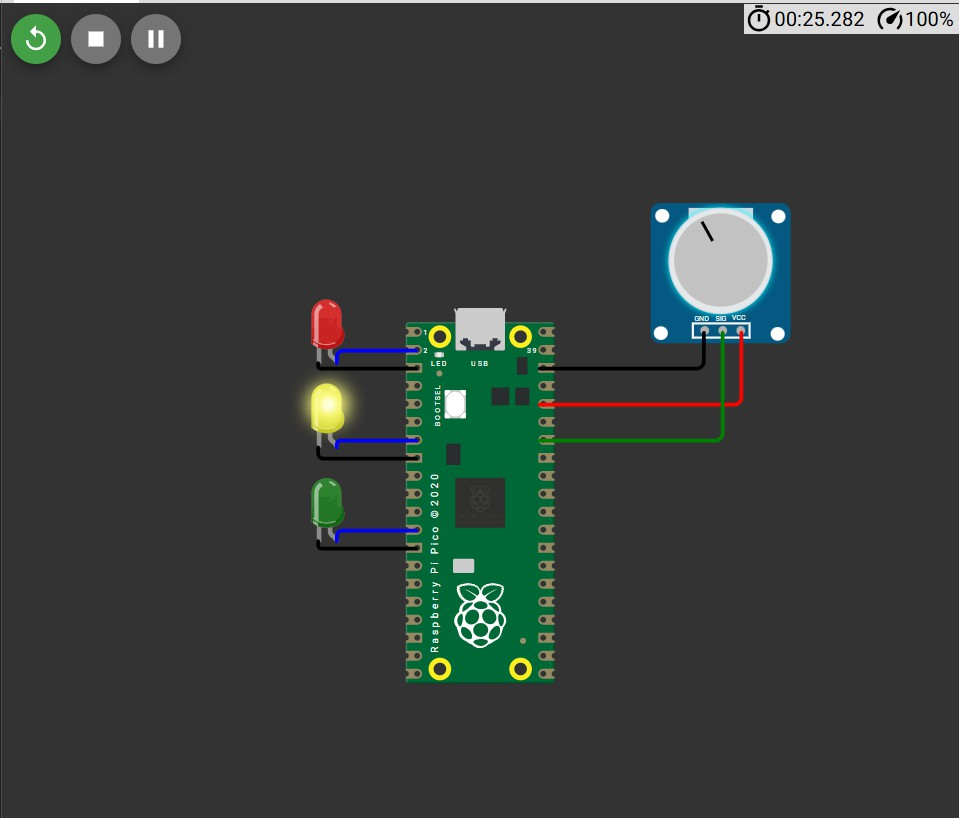 00:25.282 100%
GND SIG VCC
1
2
39
LED USB
BOOTSEL
Raspberry Pi Pico ©2020